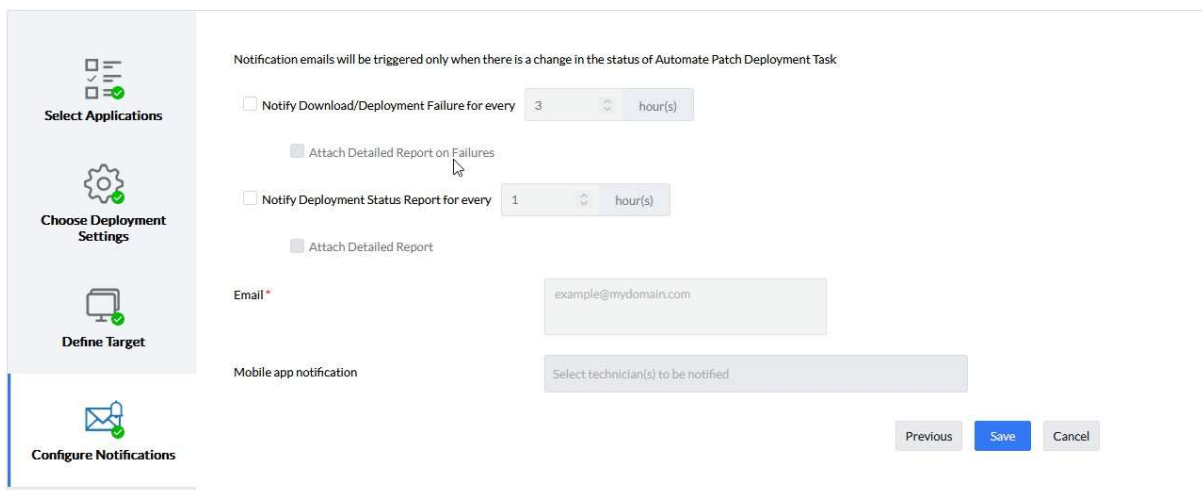 Select Applications
Choose Deployment
Settings
Define Target
Configure Notifications
Notification emails will be triggered only when there is a change in the status of Automate Patch Deployment Task
Notify Download/Deployment Failure for every 3 hour(s)
Attach Detailed Report on Failures
Notify Deployment Status Report for every 1 hour(s)
Attach Detailed Report
Email * example@mydomain.com
Mobile app notification Select technician(s) to be notified
Previous Save Cancel